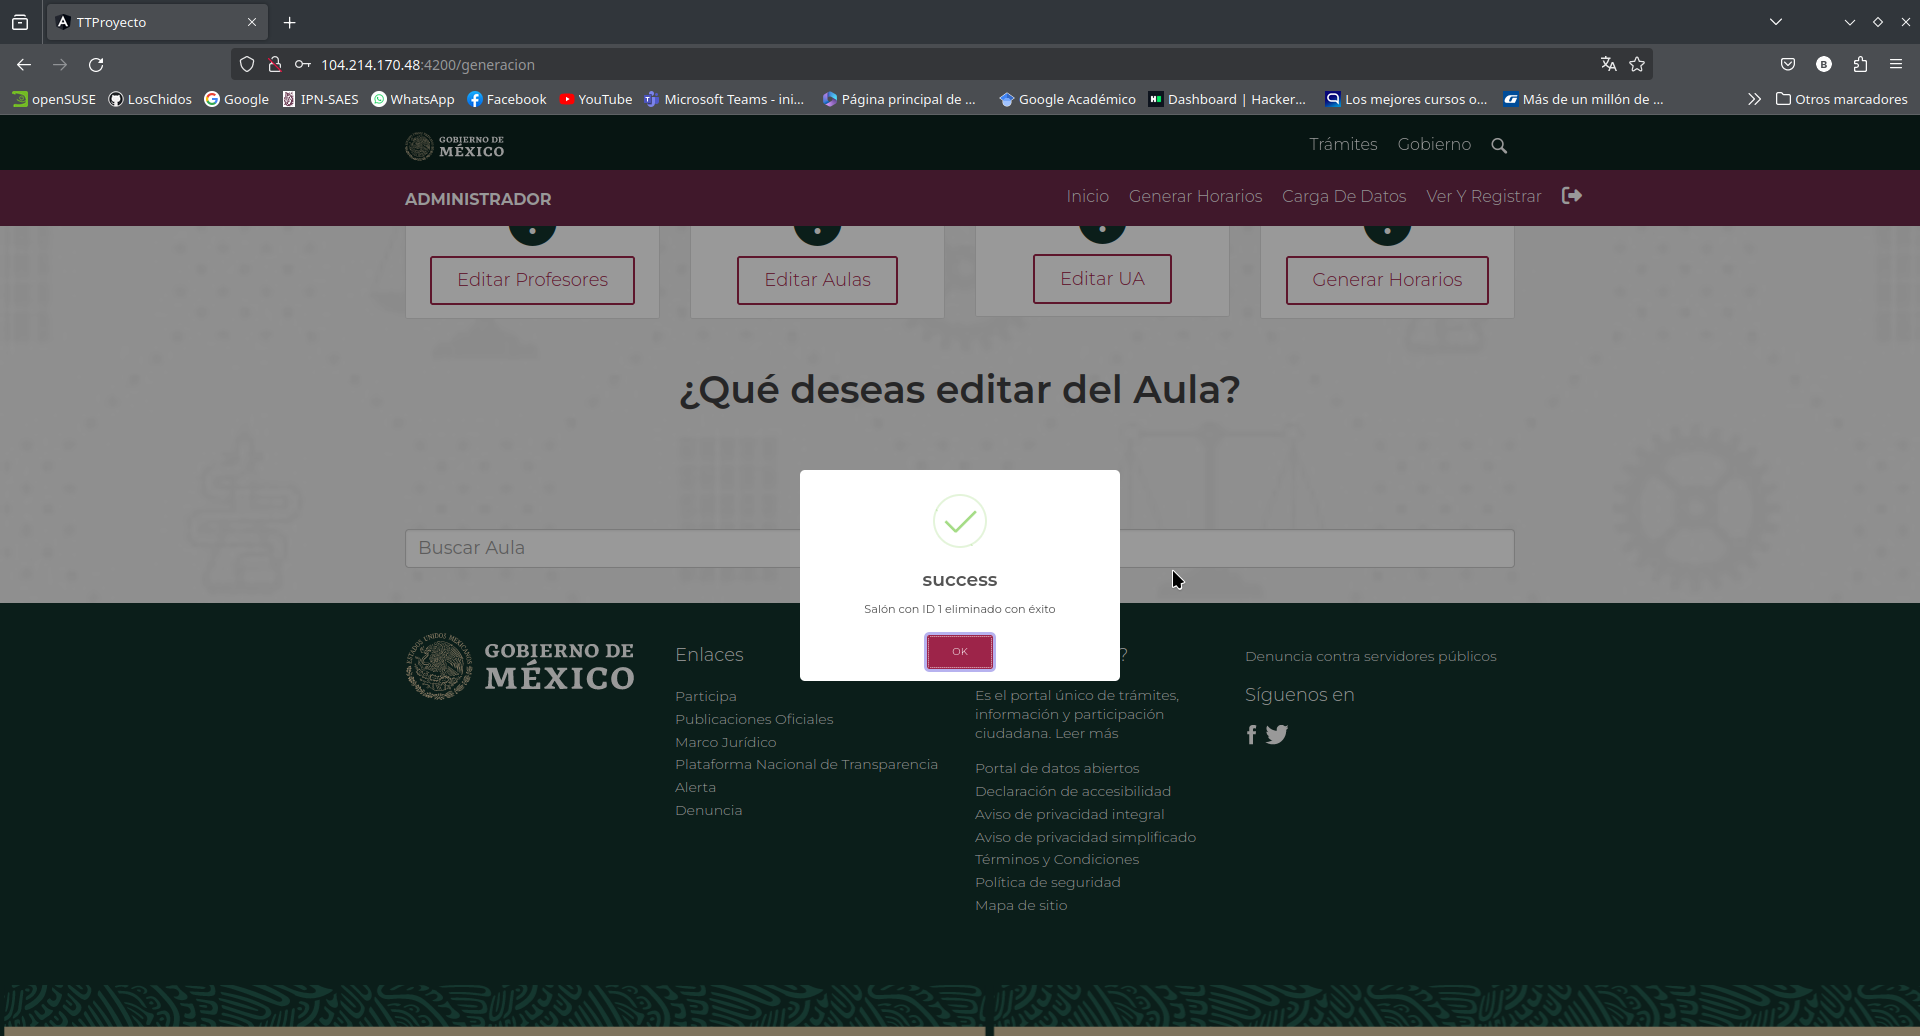 TTProyecto
104.214.170.48:4200/generacion
openSUSE LosChidos Google IPN-SAES WhatsApp Facebook YouTube Microsoft Teams - ini... Página principal de ... Google Académico Dashboard | Hacker... Los mejores cursos o... Más de un millón de ... Otros marcadores
GOBIERNO DE
MÉXICO
Trámites Gobierno
ADMINISTRADOR
Inicio Generar Horarios Carga De Datos Ver Y Registrar
Editar Profesores Editar Aulas Editar UA Generar Horarios
¿Qué deseas editar del Aula?
Buscar Aula
success
Salón con ID 1 eliminado con éxito
OK
GOBIERNO DE
MÉXICO
Enlaces
Participa
Publicaciones Oficiales
Marco Jurídico
Plataforma Nacional de Transparencia
Alerta
Denuncia
?
Es el portal único de trámites,
información y participación
ciudadana. Leer más
Portal de datos abiertos
Declaración de accesibilidad
Aviso de privacidad integral
Aviso de privacidad simplificado
Términos y Condiciones
Política de seguridad
Mapa de sitio
Denuncia contra servidores públicos
Síguenos en